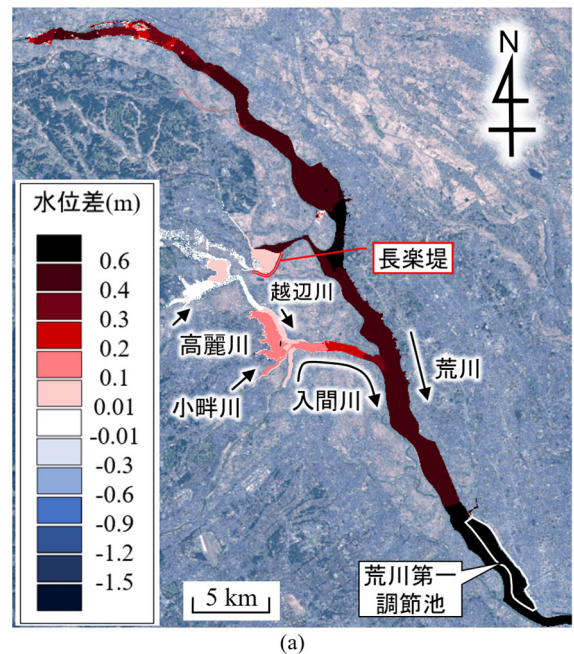 N
水位差(m)
0.6
0.4
0.3
0.2
0.1
0.01
-0.01
-0.3
-0.6
-0.9
-1.2
-1.5
長楽堤
越辺川
高麗川
小畔川
入間川
荒川
荒川第一
調節池
5 km
(a)